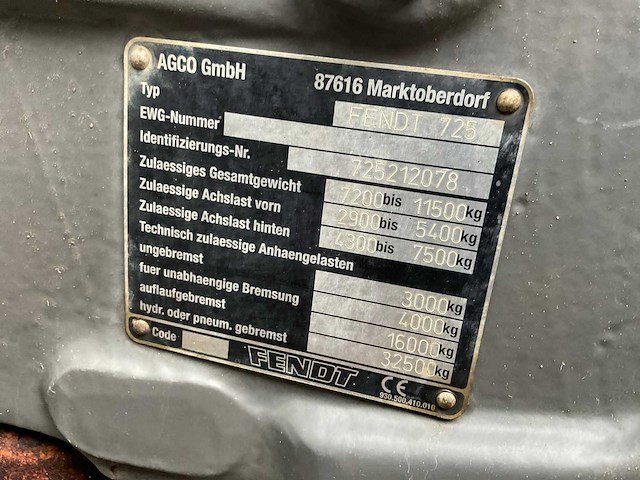 AGCO GmbH 87616 Marktoberdorf
Typ FENDT 725
EWG-Nummer
Identifizierungs-Nr. 725212078
Zulaessiges Gesamtgewicht 7200 bis 11500 kg
Zulaessige Achslast vorn 2900 bis 5400 kg
Zulaessige Achslast hinten 4300 bis 7500 kg
Technisch zulaessige Anhaengelasten
ungebremst 3000 kg
fuer unabhaengige Bremsung 4000 kg
auflaufgebremst 16000 kg
hydr. oder pneum. gebremst 32500 kg
Code FENDT CE
930.500.410.010